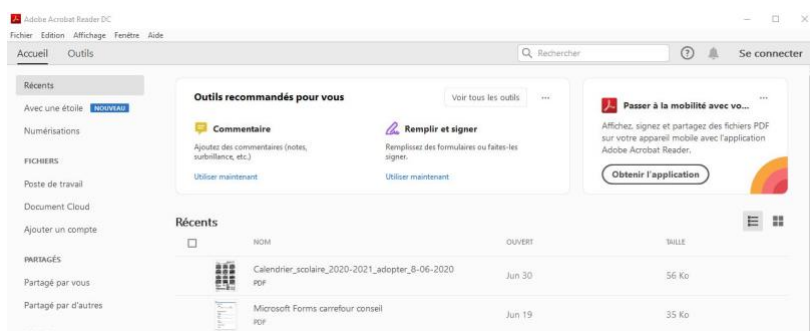 Adobe Acrobat Reader DC
Fichier Edition Affichage Fenêtre Aide
Accueil Outils Rechercher Se connecter
Récents
Avec une étoile NOUVEAU
Numérisations
FICHIERS
Poste de travail
Document Cloud
Ajouter un compte
PARTAGÉS
Partagé par vous
Partagé par d'autres
Outils recommandés pour vous Voir tous les outils ...
Commentaire
Ajoutez des commentaires (notes,
surbrillance, etc.)
Utiliser maintenant
Remplir et signer
Remplissez des formulaires ou faites-les
signer.
Utiliser maintenant
Passer à la mobilité avec vo... ...
Affichez, signez et partagez des fichiers PDF
sur votre appareil mobile avec l'application
Adobe Acrobat Reader.
Obtenir l'application
Récents
NOM OUVERT TAILLE
Calendrier_scolaire_2020-2021_adopter_8-06-2020
PDF
Jun 30 56 Ko
Microsoft Forms carrefour conseil
PDF
Jun 19 35 Ko